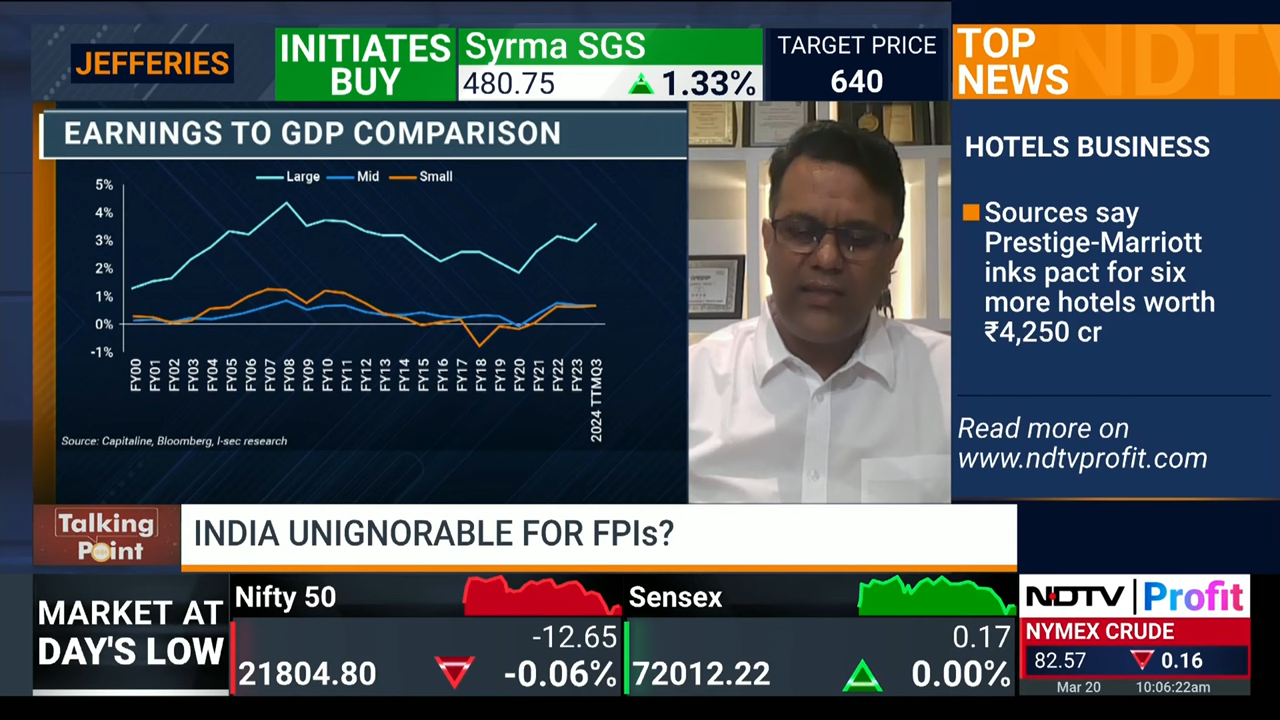 JEFFERIES
INITIATES
BUY
Syrma SGS
480.75
1.33%
TARGET PRICE
640
TOP
NEWS
EARNINGS TO GDP COMPARISON
Large
Mid
Small
5%
4%
3%
2%
1%
0%
-1%
FY00
FY01
FY02
FY03
FY04
FY05
FY06
FY07
FY08
FY09
FY10
FY11
FY12
FY13
FY14
FY15
FY16
FY17
FY18
FY19
FY20
FY21
FY22
FY23
2024 TTMQ3
Source: Capitaline, Bloomberg, I-sec research
HOTELS BUSINESS
Sources say
Prestige-Marriott
inks pact for six
more hotels worth
₹4,250 cr
Read more on
www.ndtvprofit.com
Talking
Point
INDIA UNIGNORABLE FOR FPIs?
MARKET AT
DAY'S LOW
Nifty 50
-12.65
21804.80
-0.06%
Sensex
0.17
72012.22
0.00%
NDTV Profit
NYMEX CRUDE
82.57
0.16
Mar 20
10:06:22am